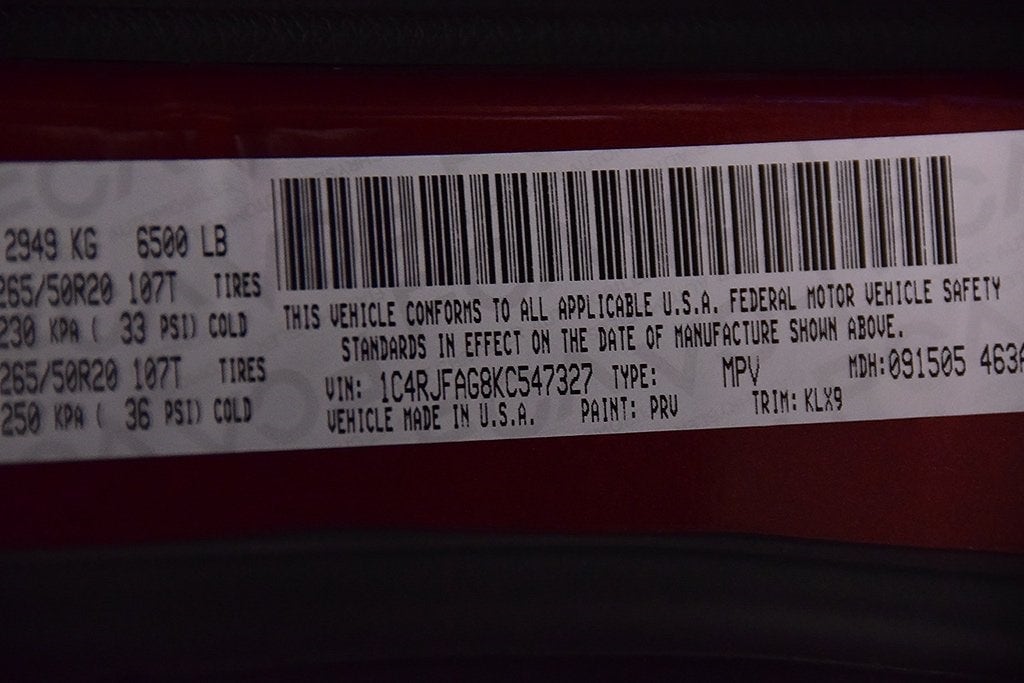 2949 KG 6500 LB
265/50R20 107T TIRES
230 KPA ( 33 PSI) COLD
265/50R20 107T TIRES
250 KPA ( 36 PSI) COLD
THIS VEHICLE CONFORMS TO ALL APPLICABLE U.S.A. FEDERAL MOTOR VEHICLE SAFETY
STANDARDS IN EFFECT ON THE DATE OF MANUFACTURE SHOWN ABOVE.
VIN: 1C4RJFAG8KC547327 TYPE: MPV MDH:091505 463A
VEHICLE MADE IN U.S.A. PAINT: PRV TRIM: KLX9